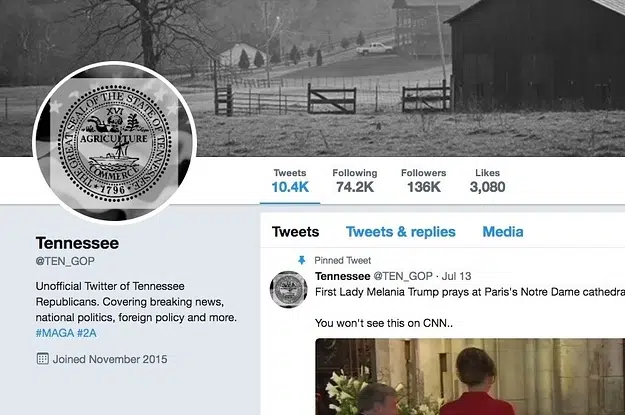 THE GREAT SEAL OF THE STATE OF TENNESSEE
XVI
AGRICULTURE
COMMERCE
1796
Tweets Following Followers Likes
10.4K 74.2K 136K 3,080
Tennessee
@TEN_GOP
Unofficial Twitter of Tennessee
Republicans. Covering breaking news,
national politics, foreign policy and more.
#MAGA #2A
Joined November 2015
Tweets Tweets & replies Media
Pinned Tweet
Tennessee @TEN_GOP · Jul 13
First Lady Melania Trump prays at Paris's Notre Dame cathedra
You won't see this on CNN..